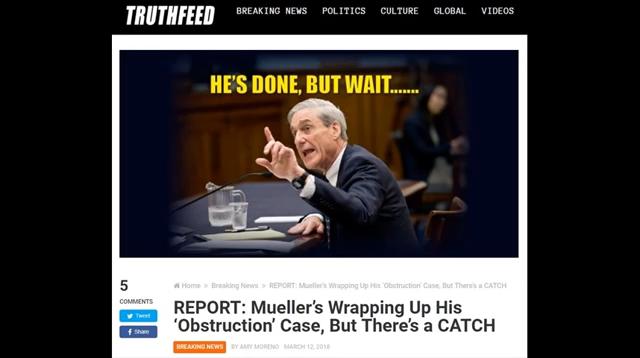 TRUTHFEED
BREAKING NEWS POLITICS CULTURE GLOBAL VIDEOS
HE'S DONE, BUT WAIT.......
5
COMMENTS
Tweet
Share
Home > Breaking News > REPORT: Mueller's Wrapping Up His 'Obstruction' Case, But There's a CATCH
REPORT: Mueller's Wrapping Up His
‘Obstruction’ Case, But There’s a CATCH
BREAKING NEWS BY AMY MORENO MARCH 12, 2018